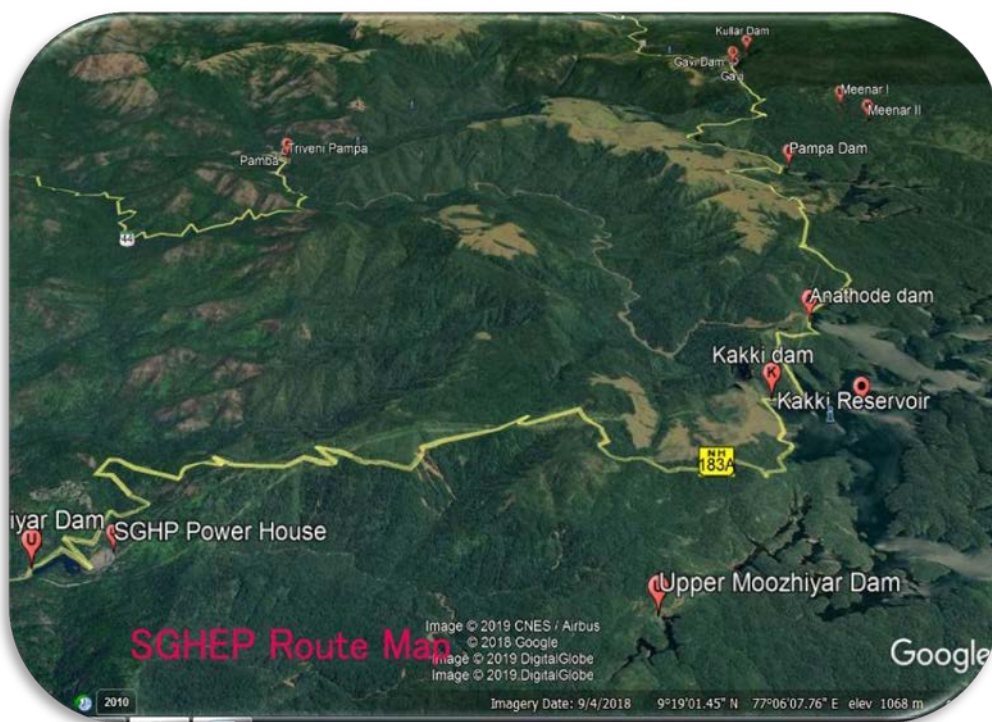 Kullar Dam
Gavi Dam
Gavi
Meenar I
Meenar II
Triveni Pampa
Pamba
Pampa Dam
44
Anathode dam
Kakki dam
K
Kakki Reservoir
NH
183A
iyar Dam
U
SGHP Power House
Upper Moozhiyar Dam
SGHEP Route Map
Image © 2019 CNES / Airbus
© 2018 Google
Image © 2019 DigitalGlobe
Image © 2019 DigitalGlobe
Google
2010
Imagery Date: 9/4/2018 9°19'01.45" N 77°06'07.76" E elev 1068 m